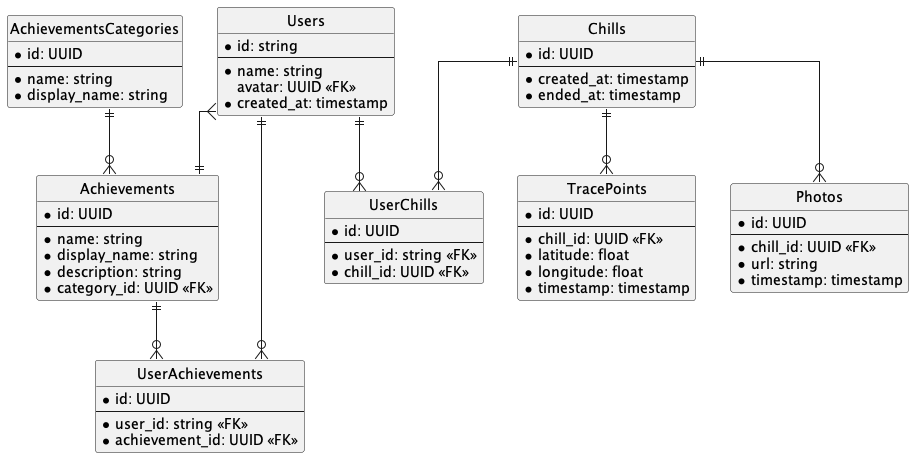 AchievementsCategories
id: UUID
name: string
display_name: string
Users
id: string
name: string
avatar: UUID «FK»
created_at: timestamp
Chills
id: UUID
created_at: timestamp
ended_at: timestamp
Achievements
id: UUID
name: string
display_name: string
description: string
category_id: UUID «FK»
UserChills
id: UUID
user_id: string «FK»
chill_id: UUID «FK»
TracePoints
id: UUID
chill_id: UUID «FK»
latitude: float
longitude: float
timestamp: timestamp
Photos
id: UUID
chill_id: UUID «FK»
url: string
timestamp: timestamp
UserAchievements
id: UUID
user_id: string «FK»
achievement_id: UUID «FK»